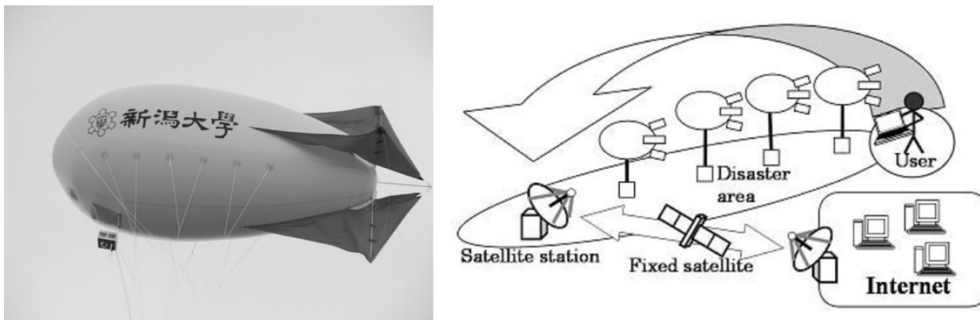 新潟大學
User
Disaster
area
Satellite station
Fixed satellite
Internet